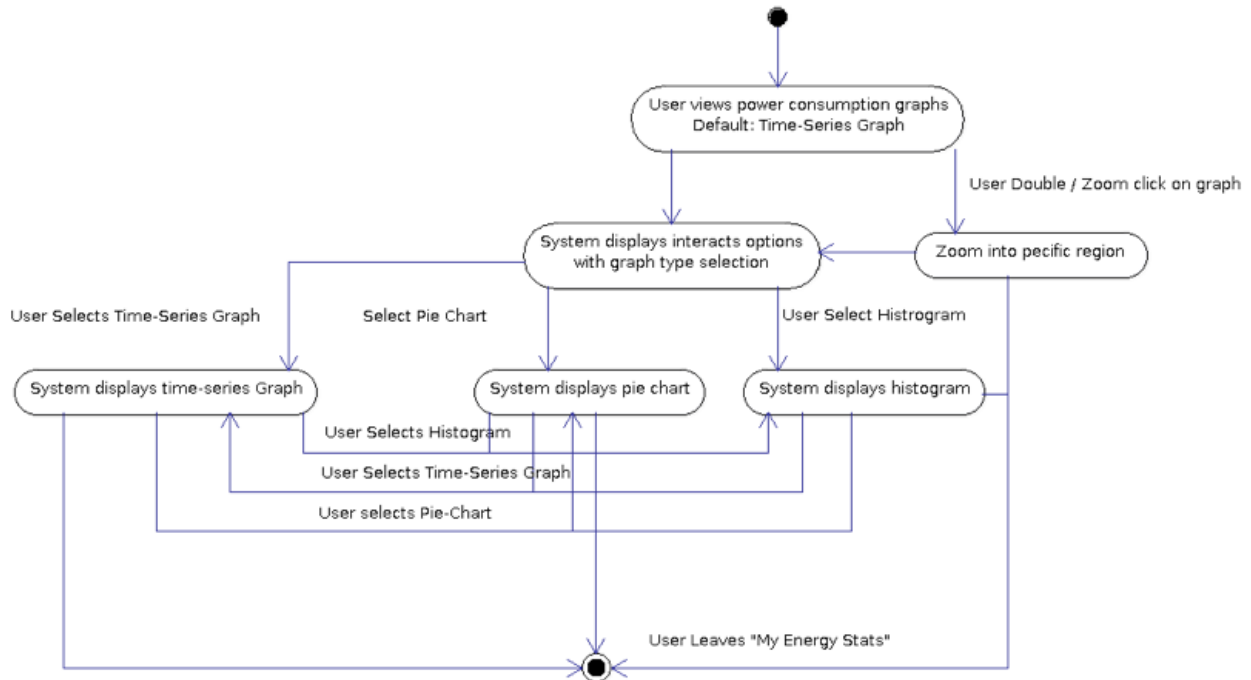 User views power consumption graphs
Default: Time-Series Graph
User Double / Zoom click on graph
System displays interacts options
with graph type selection
Zoom into pecific region
User Selects Time-Series Graph
Select Pie Chart
User Select Histrogram
System displays time-series Graph
System displays pie chart
System displays histogram
User Selects Histogram
User Selects Time-Series Graph
User selects Pie-Chart
User Leaves "My Energy Stats"